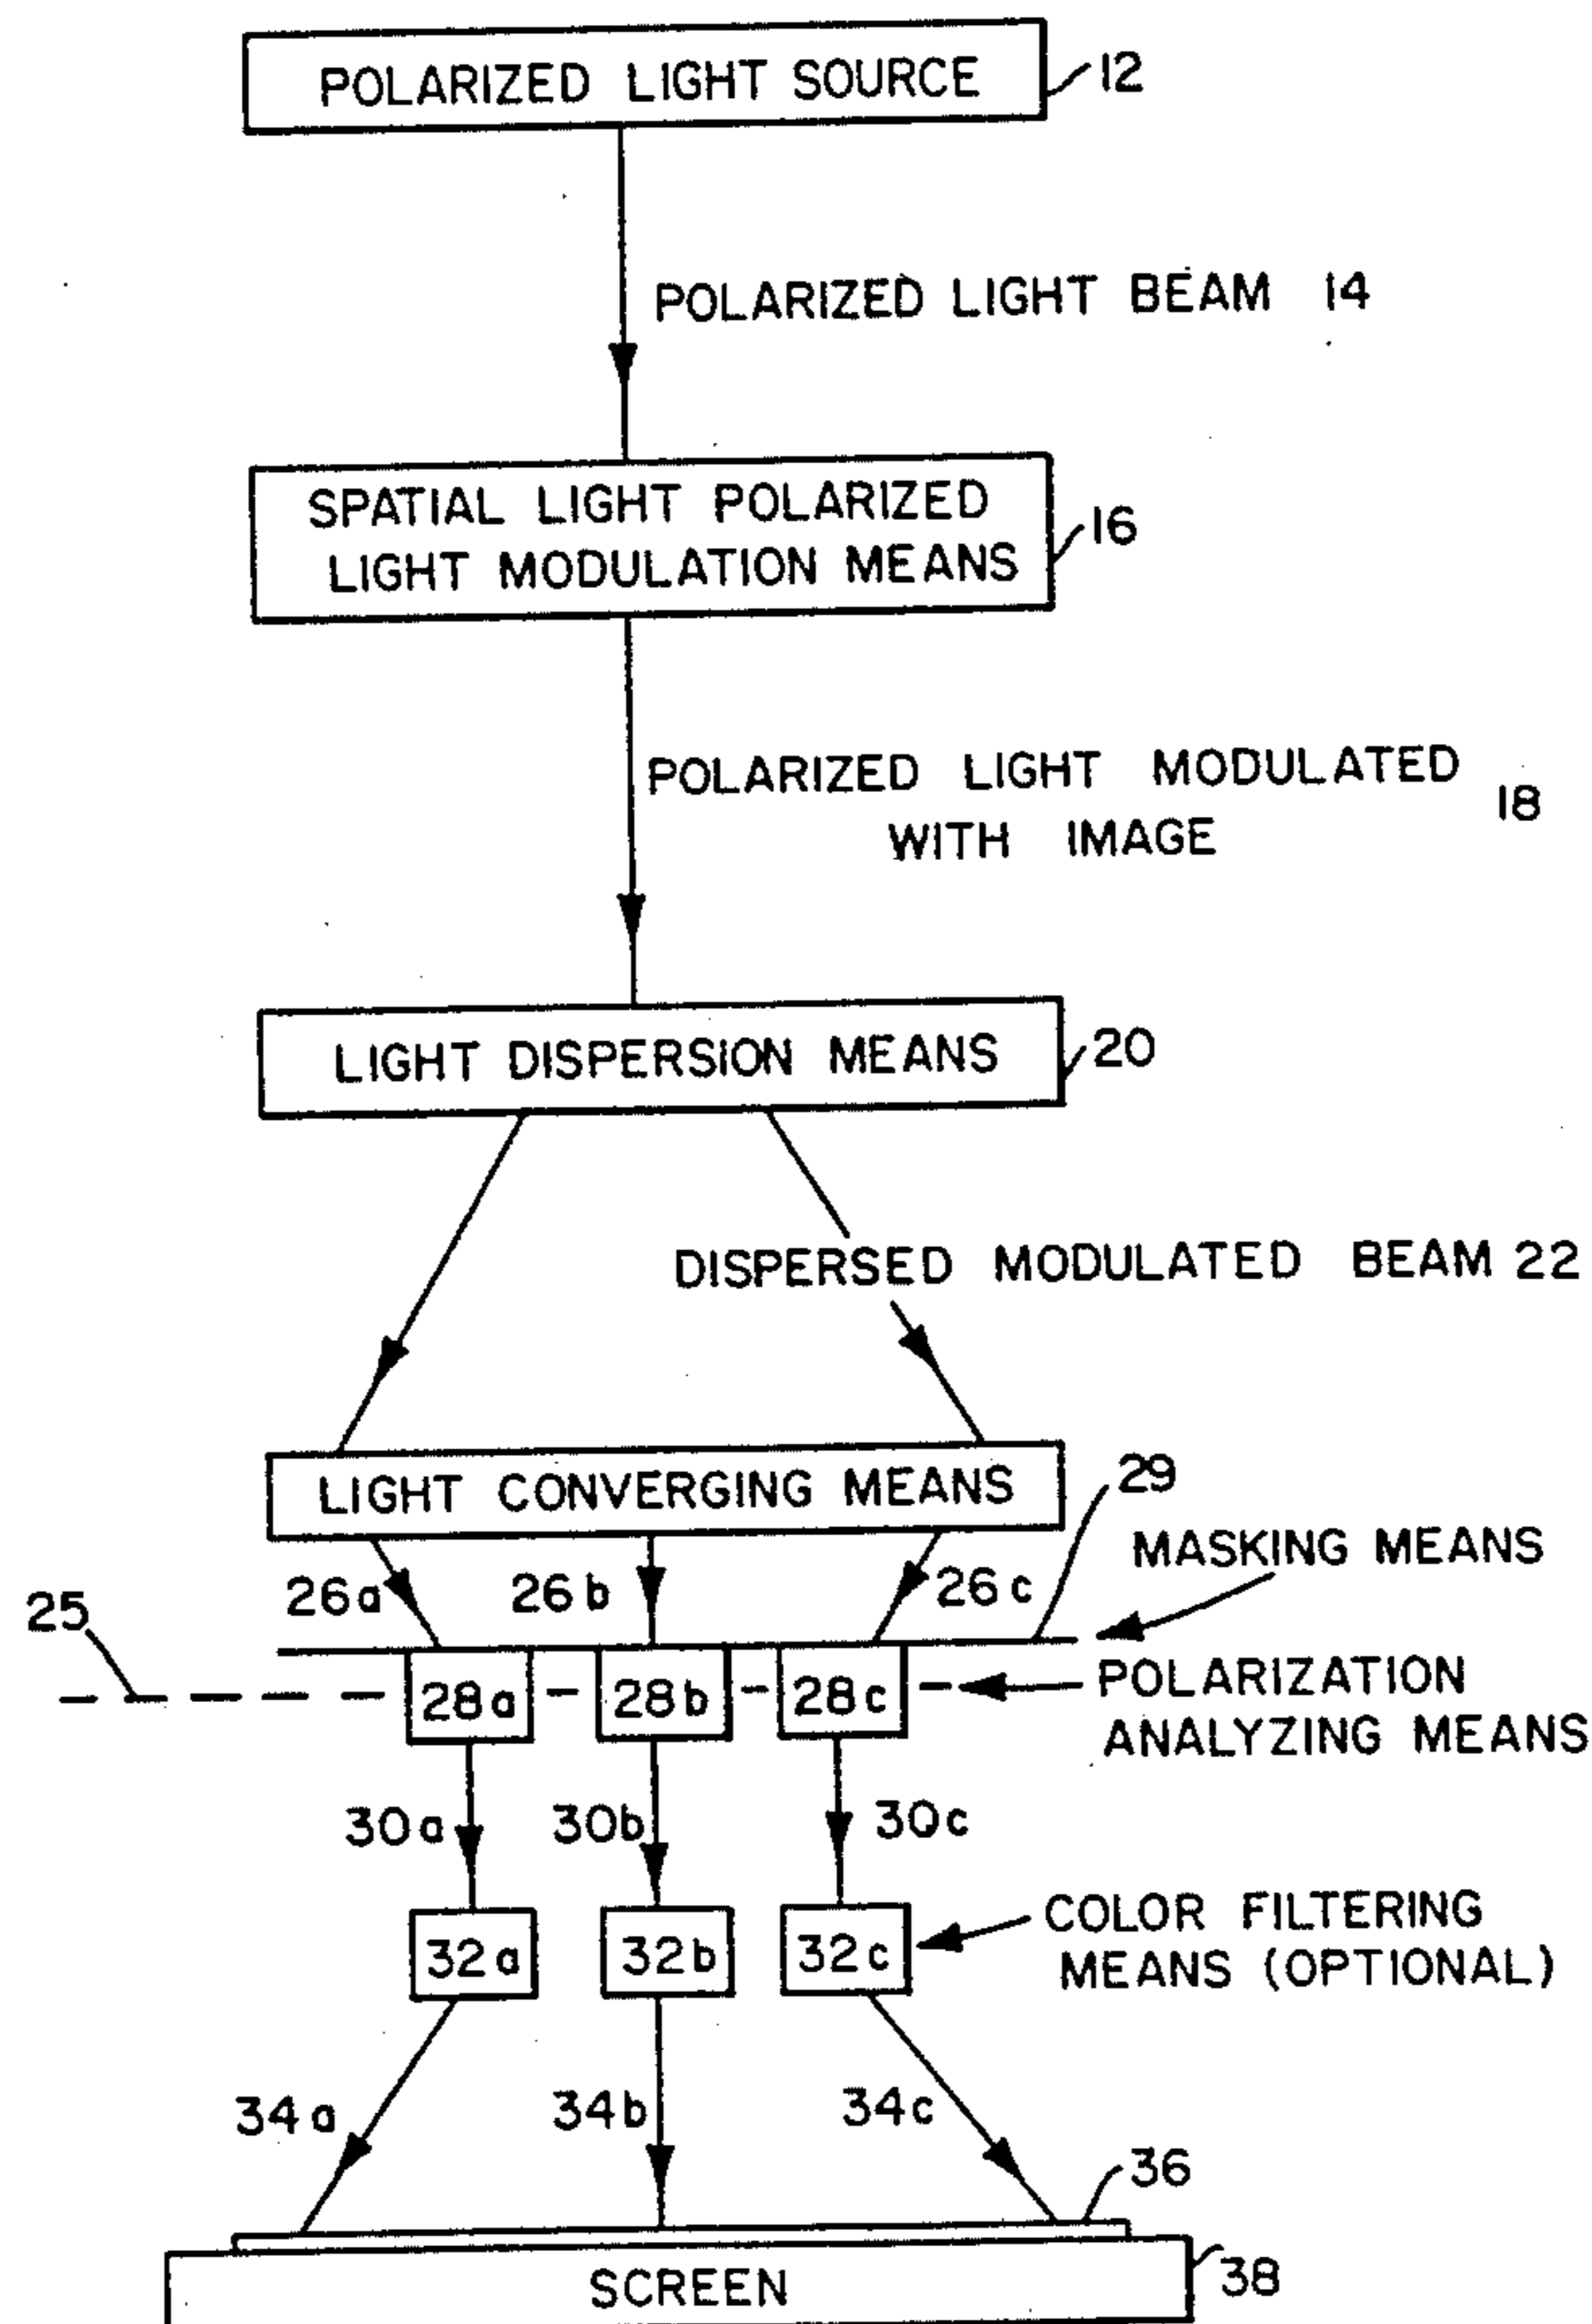 POLARIZED LIGHT SOURCE
12
POLARIZED LIGHT BEAM 14
SPATIAL LIGHT POLARIZED
LIGHT MODULATION MEANS
16
POLARIZED LIGHT MODULATED
WITH IMAGE
18
LIGHT DISPERSION MEANS
20
DISPERSED MODULATED BEAM 22
LIGHT CONVERGING MEANS
29
MASKING MEANS
26a
26b
26c
25
28a
28b
28c
POLARIZATION
ANALYZING MEANS
30a
30b
30c
32a
32b
32c
COLOR FILTERING
MEANS (OPTIONAL)
34a
34b
34c
36
SCREEN
38